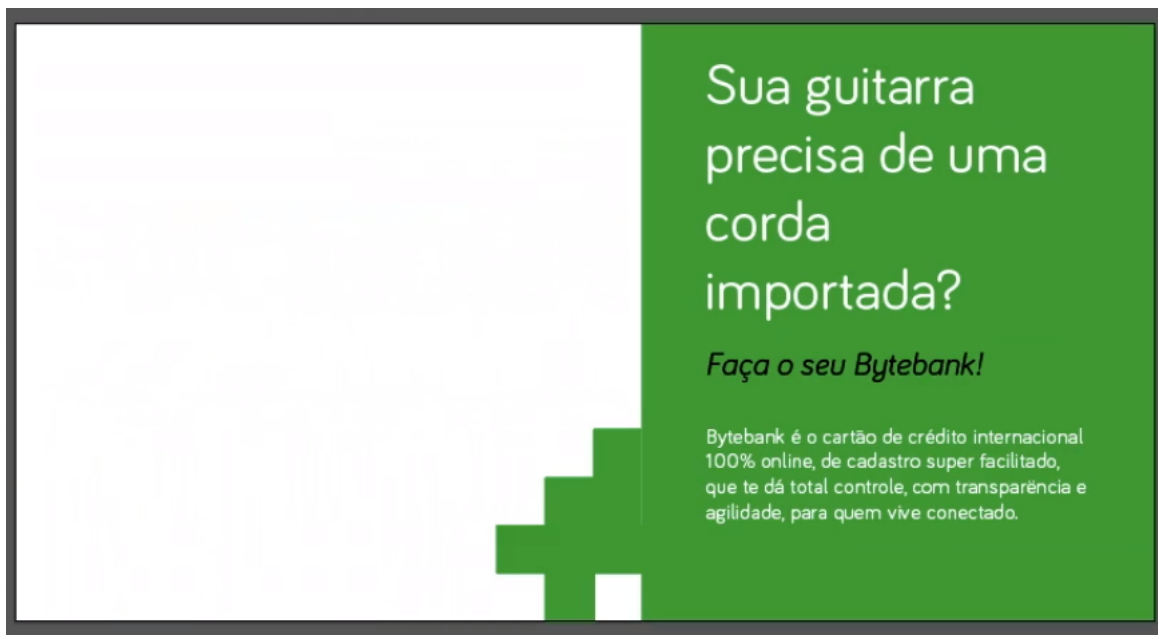 Sua guitarra
precisa de uma
corda
importada?
Faça o seu Bytebank!
Bytebank é o cartão de crédito internacional
100% online, de cadastro super facilitado,
que te dá total controle, com transparência e
agilidade, para quem vive conectado.